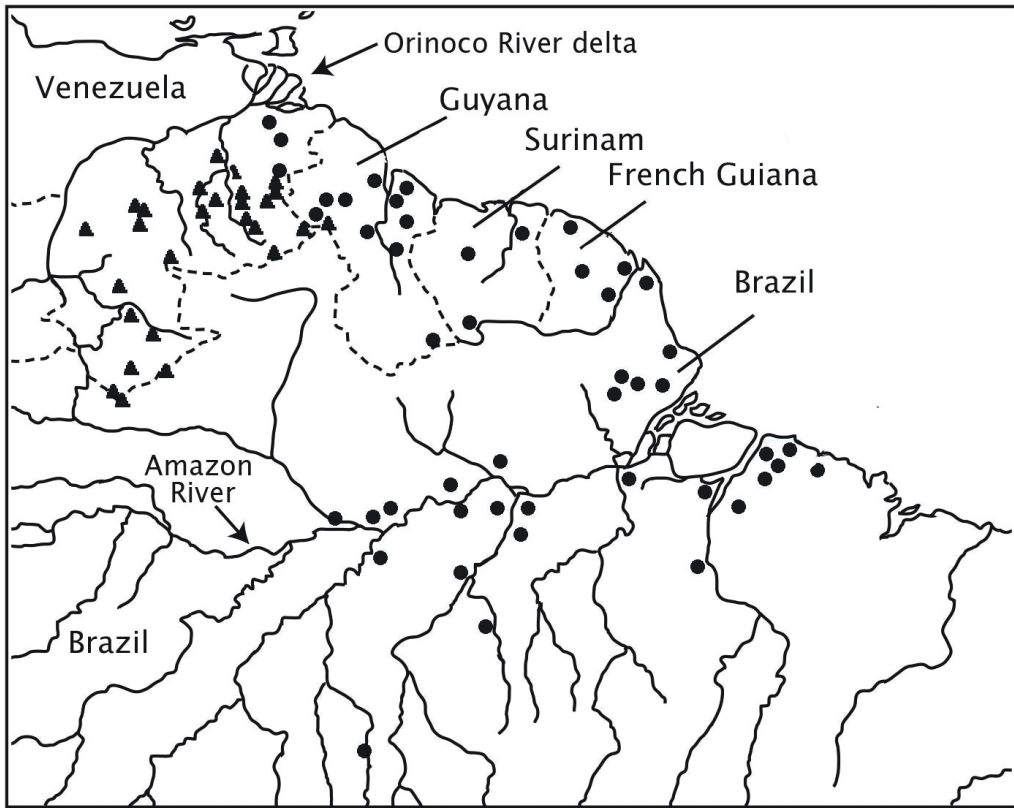 Orinoco River delta
Venezuela
Guyana
Surinam
French Guiana
Brazil
Amazon
River
Brazil